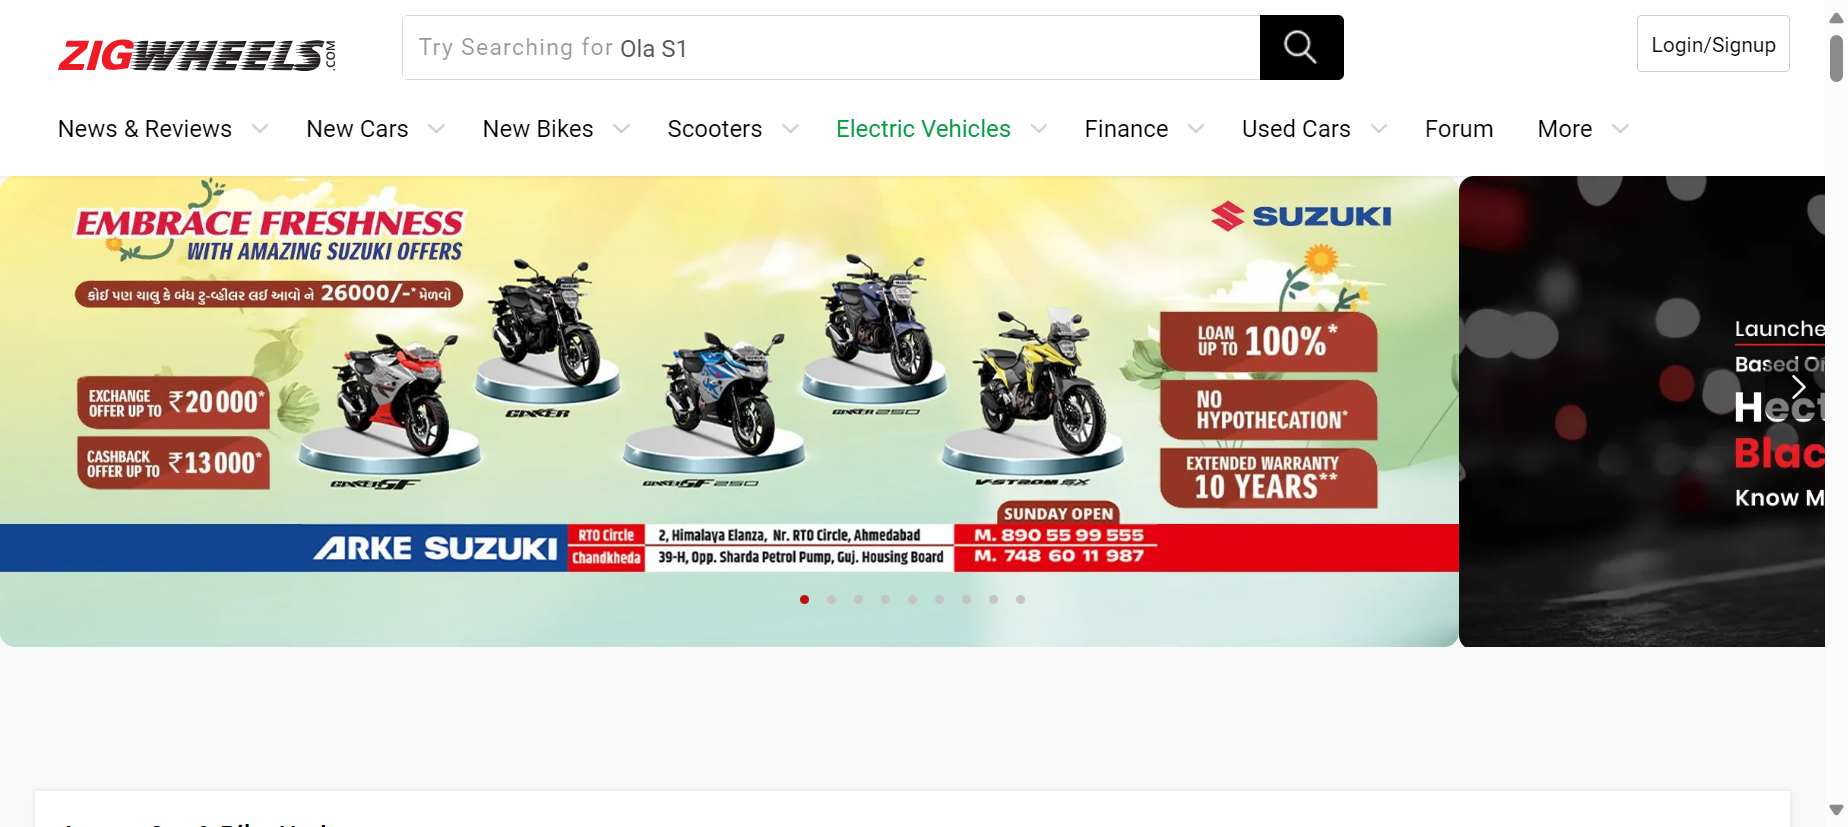 ZIGWHEELS.COM
Try Searching for Ola S1
Login/Signup
News & Reviews
New Cars
New Bikes
Scooters
Electric Vehicles
Finance
Used Cars
Forum
More
EMBRACE FRESHNESS
WITH AMAZING SUZUKI OFFERS
કોઈ પણ ચાલુ કે બંધ ટુ-વ્હીલર લઈ આવો ને 26000/-* મેળવો
SUZUKI
EXCHANGE
OFFER UP TO ₹20000*
CASHBACK
OFFER UP TO ₹13000*
GIXXER SF
GIXXER
GIXXER SF 250
GIXXER 250
V-STROM SX
LOAN
UP TO 100%*
NO
HYPOTHECATION*
EXTENDED WARRANTY
10 YEARS**
SUNDAY OPEN
ARKE SUZUKI
RTO Circle
2, Himalaya Elanza, Nr. RTO Circle, Ahmedabad
M. 890 55 99 555
Chandkheda
39-H, Opp. Sharda Petrol Pump, Guj. Housing Board
M. 748 60 11 987
Launche
Based O
Hect
Blac
Know M